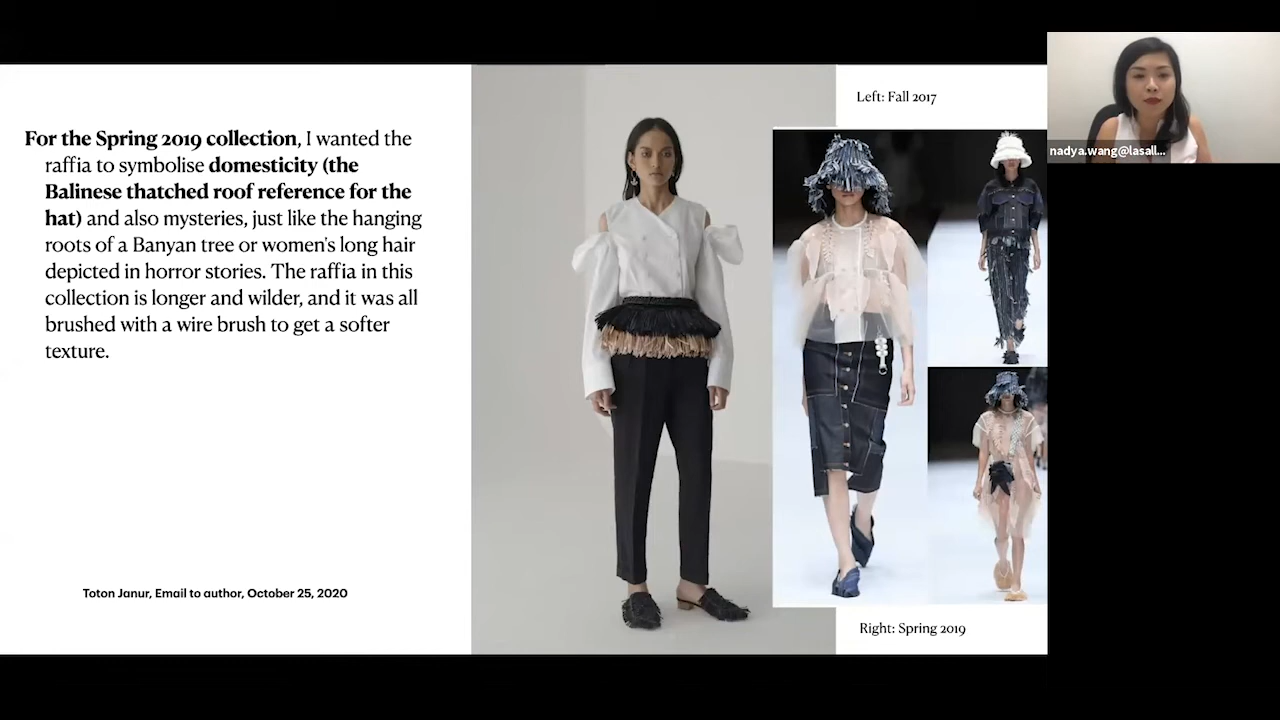 For the Spring 2019 collection, I wanted the
raffia to symbolise domesticity (the
Balinese thatched roof reference for the
hat) and also mysteries, just like the hanging
roots of a Banyan tree or women's long hair
depicted in horror stories. The raffia in this
collection is longer and wilder, and it was all
brushed with a wire brush to get a softer
texture.
Toton Janur, Email to author, October 25, 2020
Left: Fall 2017
Right: Spring 2019
nadya.wang@lasall...